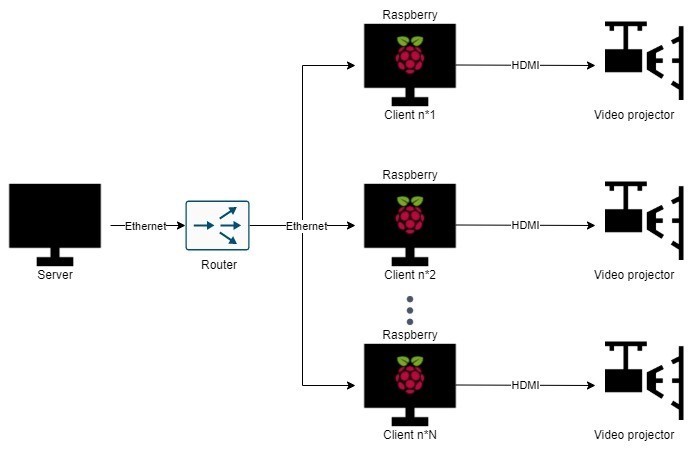 Raspberry
HDMI
Client n*1
Video projector
Raspberry
Ethernet
Ethernet
HDMI
Server
Router
Client n*2
Video projector
Raspberry
HDMI
Client n*N
Video projector